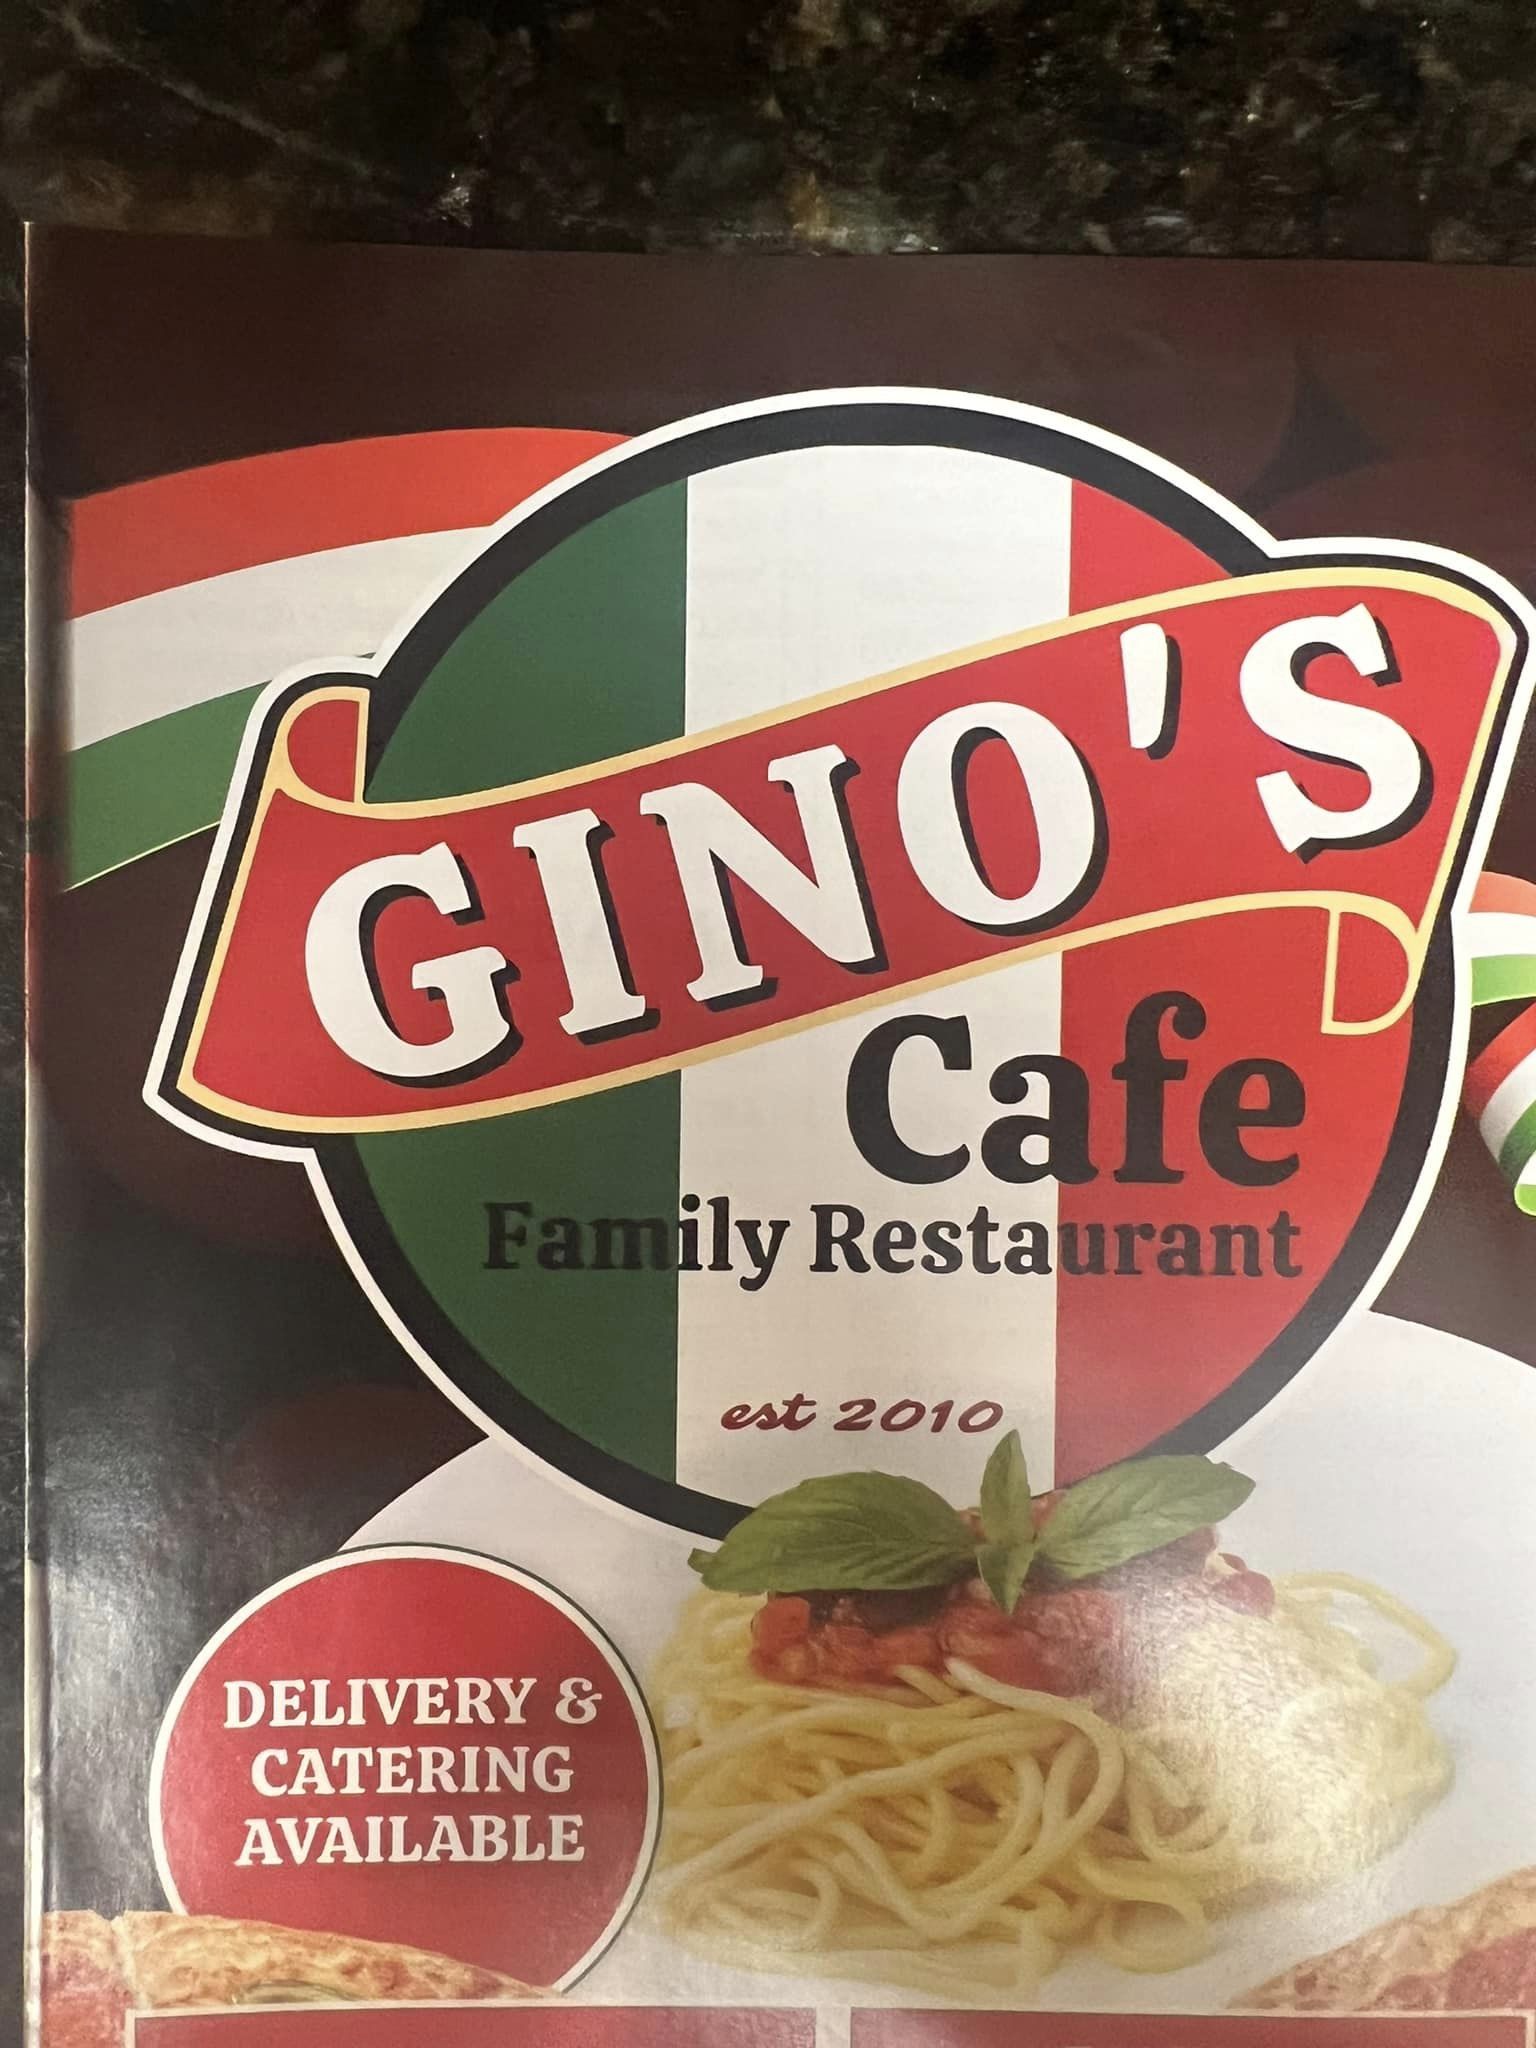 GINO'S
Cafe
Family Restaurant
est 2010
DELIVERY &
CATERING
AVAILABLE